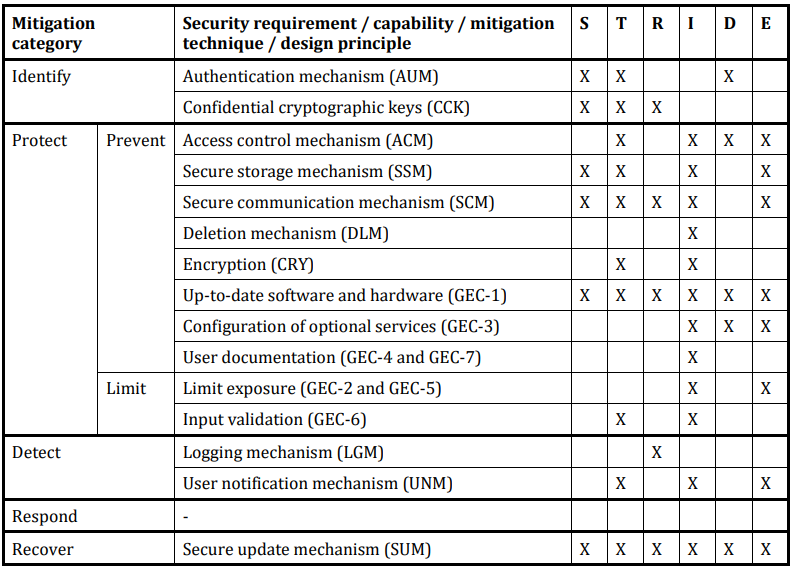 Mitigation category Security requirement / capability / mitigation technique / design principle S T R I D E
Identify Authentication mechanism (AUM) X X X
Confidential cryptographic keys (CCK) X X X
Protect Prevent Access control mechanism (ACM) X X X X
Secure storage mechanism (SSM) X X X X
Secure communication mechanism (SCM) X X X X X
Deletion mechanism (DLM) X
Encryption (CRY) X X
Up-to-date software and hardware (GEC-1) X X X X X X
Configuration of optional services (GEC-3) X X X
User documentation (GEC-4 and GEC-7) X
Limit Limit exposure (GEC-2 and GEC-5) X X
Input validation (GEC-6) X X
Detect Logging mechanism (LGM) X
User notification mechanism (UNM) X X X
Respond -
Recover Secure update mechanism (SUM) X X X X X X